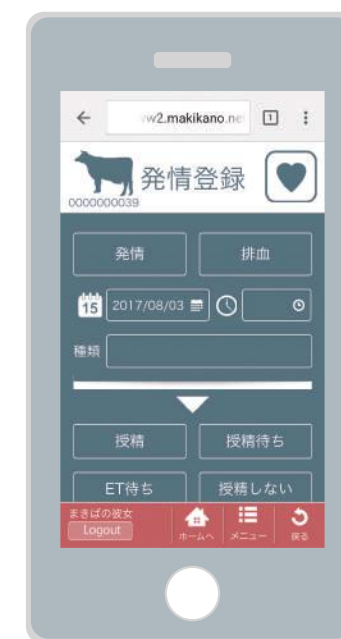 w2.makikano.ne
1
発情登録
0000000039
発情 排血
15 2017/08/03
種類
授精 授精待ち
ET待ち 授精しない
まきばの彼女
Logout
ホームへ メニュー 戻る